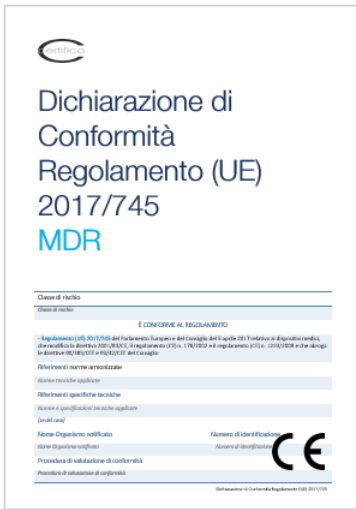 certifico
Dichiarazione di
Conformità
Regolamento (UE)
2017/745
MDR
Classe di rischio
Classe di rischio
È CONFORME AL REGOLAMENTO
- Regolamento (UE) 2017/745 del Parlamento Europeo e del Consiglio del 5 aprile 2017 relativo ai dispositivi medici,
che modifica la direttiva 2001/83/CE, il regolamento (CE) n. 178/2002 e il regolamento (CE) n. 1223/2009 e che abroga
le direttive 90/385/CEE e 93/42/CEE del Consiglio
Riferimenti norme armonizzate
Norme tecniche applicate
Riferimenti specifiche tecniche
Norme e specificazioni tecniche applicate
(se del caso)
Nome Organismo notificato Numero di identificazione
Nome Organismo notificato Numero di identificazione
Procedura di valutazione di conformità
Procedura di valutazione di conformità
CE
Dichiarazione di Conformità Regolamento (UE) 2017/745